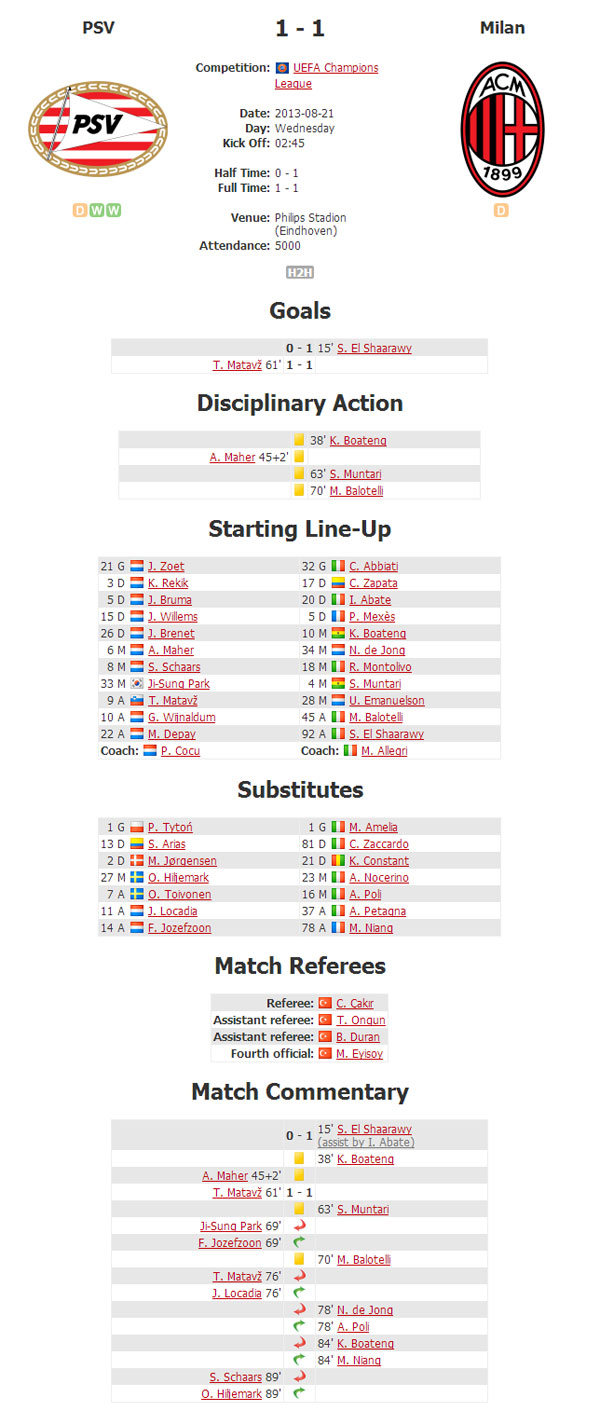 PSV
1 - 1
Milan
Competition: UEFA Champions
League
Date: 2013-08-21
Day: Wednesday
Kick Off: 02:45
Half Time: 0 - 1
Full Time: 1 - 1
Venue: Philips Stadion
(Eindhoven)
Attendance: 5000
PSV
ACM
1899
D W W
D
H2H
Goals
0 - 1 15' S. El Shaarawy
T. Matavž 61' 1 - 1
Disciplinary Action
38' K. Boateng
A. Maher 45+2'
63' S. Muntari
70' M. Balotelli
Starting Line-Up
21 G J. Zoet 32 G C. Abbiati
3 D K. Rekik 17 D C. Zapata
5 D J. Bruma 20 D I. Abate
15 D J. Willems 5 D P. Mexès
26 D J. Brenet 10 M K. Boateng
6 M A. Maher 34 M N. de Jong
8 M S. Schaars 18 M R. Montolivo
33 M Ji-Sung Park 4 M S. Muntari
9 A T. Matavž 28 M U. Emanuelson
10 A G. Wijnaldum 45 A M. Balotelli
22 A M. Depay 92 A S. El Shaarawy
Coach: P. Cocu Coach: M. Allegri
Substitutes
1 G P. Tytoń 1 G M. Amelia
13 D S. Arias 81 D C. Zaccardo
2 D M. Jørgensen 21 D K. Constant
27 M O. Hiljemark 23 M A. Nocerino
7 A O. Toivonen 16 M A. Poli
11 A J. Locadia 37 A A. Petagna
14 A F. Jozefzoon 78 A M. Niang
Match Referees
Referee: C. Çakır
Assistant referee: T. Ongun
Assistant referee: B. Duran
Fourth official: M. Eyisoy
Match Commentary
0 - 1 15' S. El Shaarawy
(assist by I. Abate)
38' K. Boateng
A. Maher 45+2'
T. Matavž 61' 1 - 1
63' S. Muntari
Ji-Sung Park 69'
F. Jozefzoon 69'
70' M. Balotelli
T. Matavž 76'
J. Locadia 76'
78' N. de Jong
78' A. Poli
84' K. Boateng
84' M. Niang
S. Schaars 89'
O. Hiljemark 89'